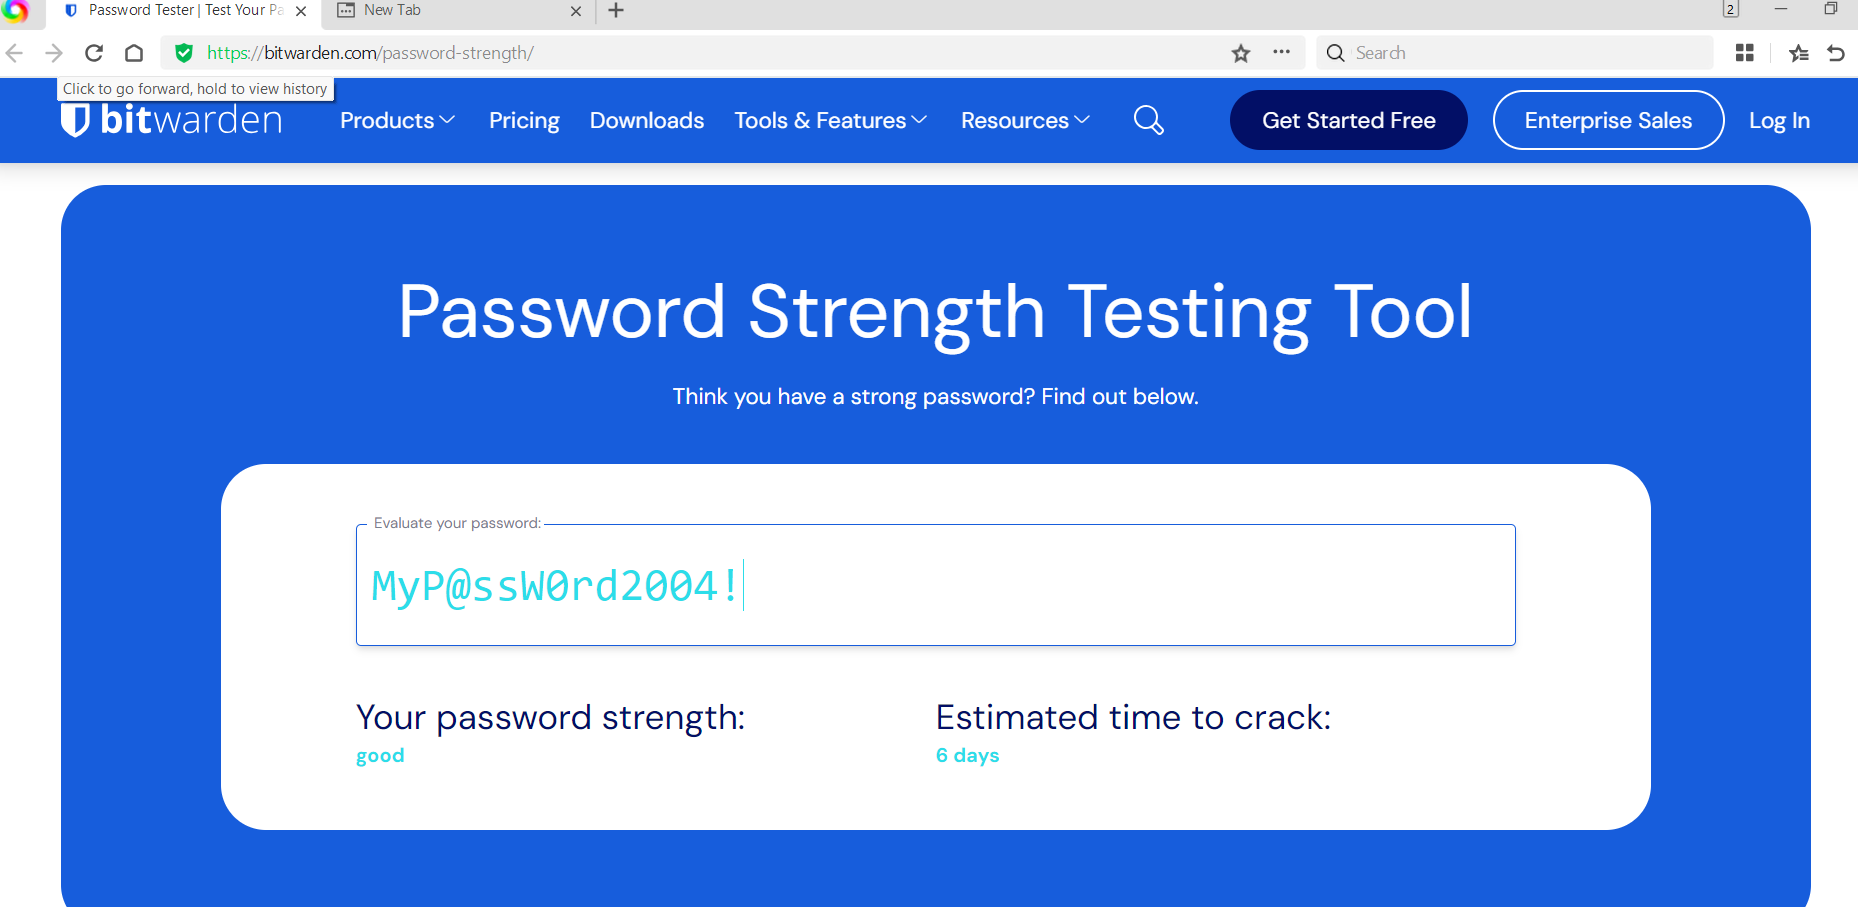 Password Tester | Test Your Pa
New Tab
2
https://bitwarden.com/password-strength/
Search
Click to go forward, hold to view history
bitwarden
Products
Pricing
Downloads
Tools & Features
Resources
Get Started Free
Enterprise Sales
Log In
Password Strength Testing Tool
Think you have a strong password? Find out below.
Evaluate your password:
MyP@ssW0rd2004!
Your password strength:
good
Estimated time to crack:
6 days